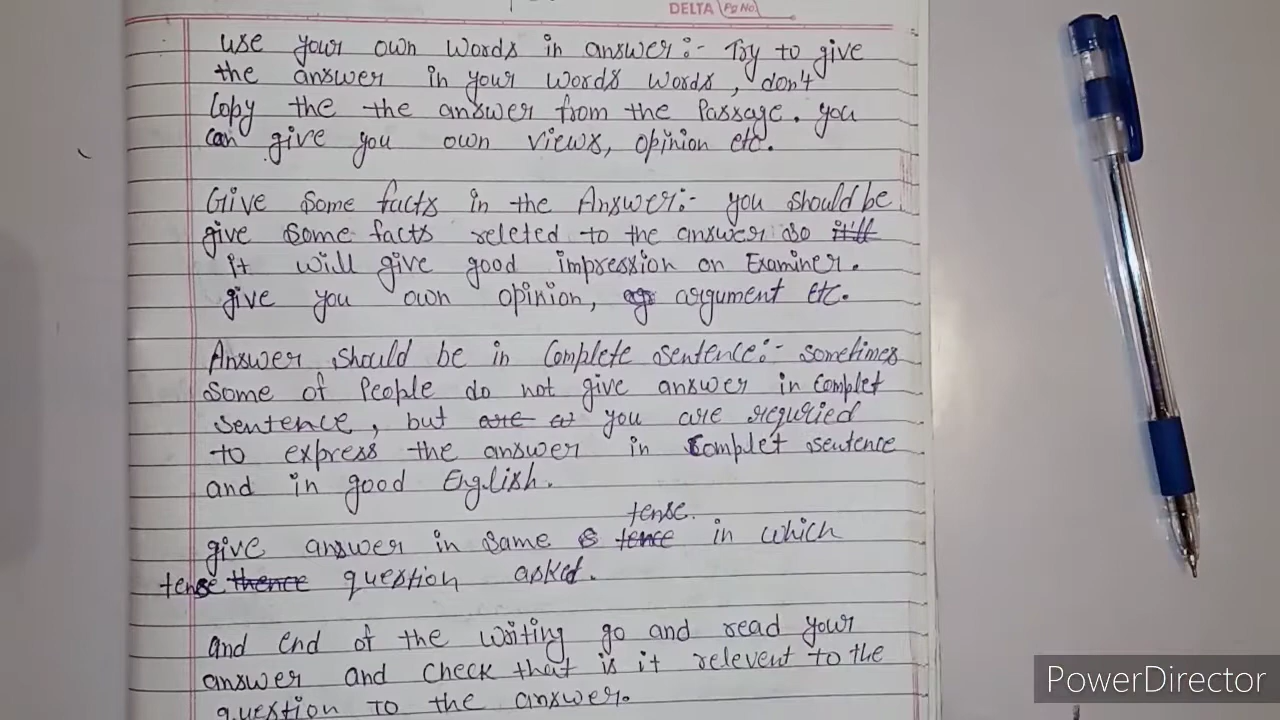 DELTA Pg No
use your own words in answer:- Try to give
the answer in your words words, don't
Copy the the answer from the Passage. you
can give you own views, opinion etc.
Give some facts in the Answer:- you should be
give some facts releted to the answer so it'll
it will give good impression on Examiner.
give you own opinion, ags argument etc.
Answer should be in Complete sentence:- sometimes
some of People do not give answer in complet
sentence, but are at you are requried
to express the answer in Complet sentence
and in good English.
tense.
give answer in same s tence in which
tense thence question asked.
and end of the writing go and read your
answer and check that is it relevent to the
question to the answer.
PowerDirector